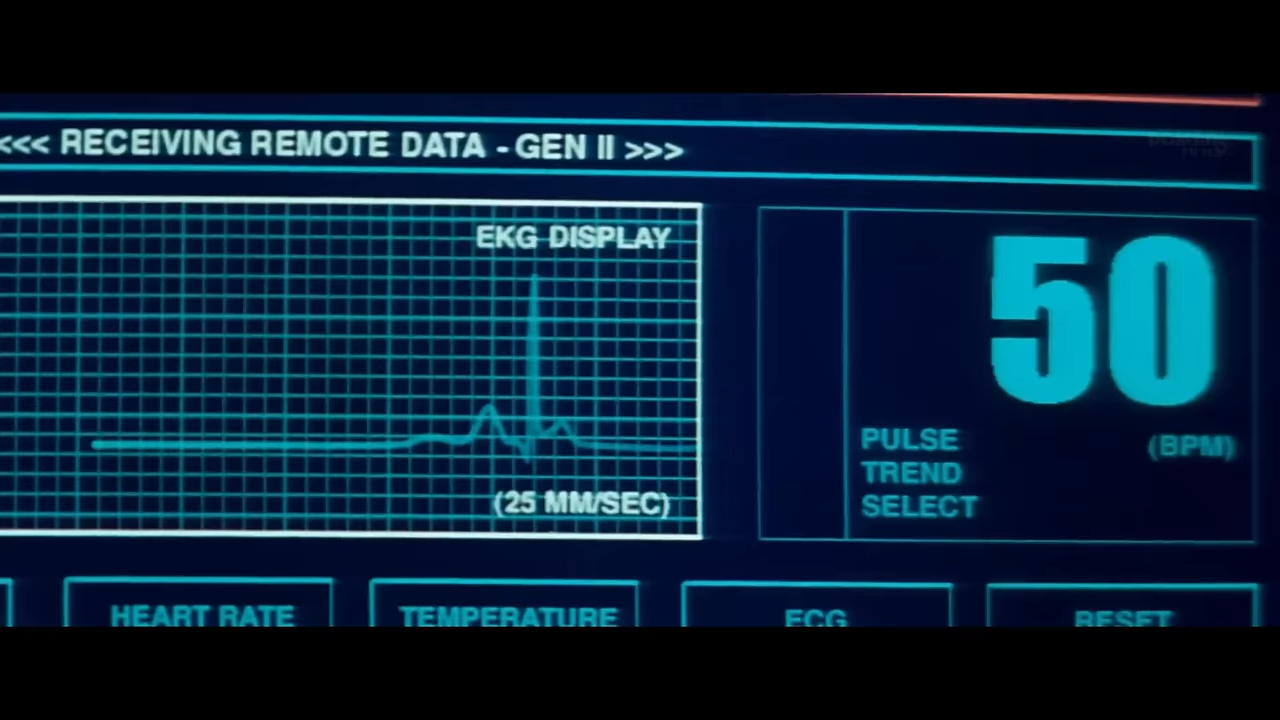 <<< RECEIVING REMOTE DATA - GEN II >>>
EKG DISPLAY
(25 MM/SEC)
50
(BPM)
PULSE
TREND
SELECT
HEART RATE
TEMPERATURE
ECG
RESET